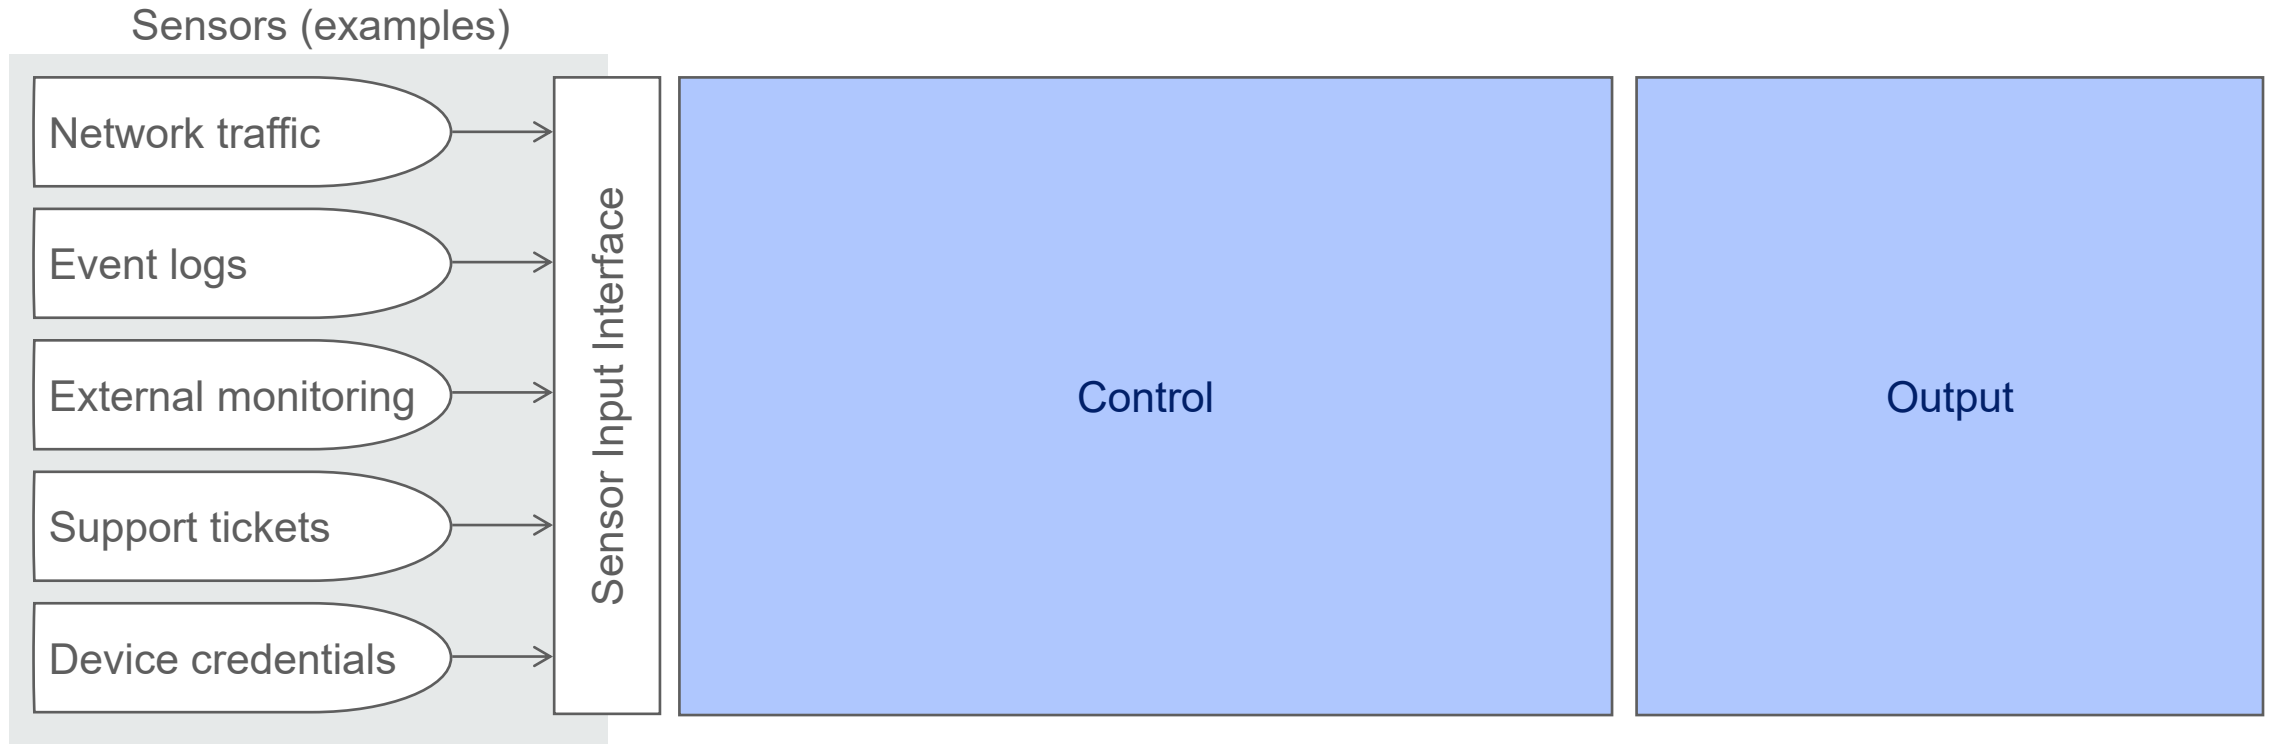 Sensors (examples)
Network traffic
Event logs
External monitoring
Support tickets
Device credentials
Sensor Input Interface
Control
Output